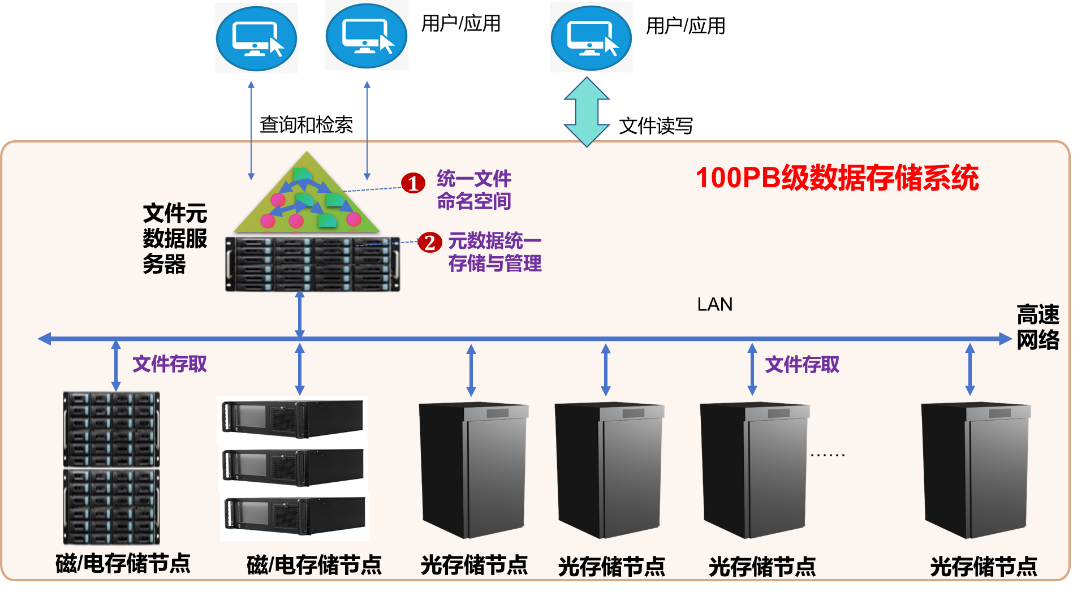 用户/应用
用户/应用
查询和检索
文件读写
100PB级数据存储系统
1
统一文件
命名空间
文件元
数据服
务器
2
元数据统一
存储与管理
LAN
高速
网络
文件存取
文件存取
……
磁/电存储节点
磁/电存储节点
光存储节点
光存储节点
光存储节点
光存储节点